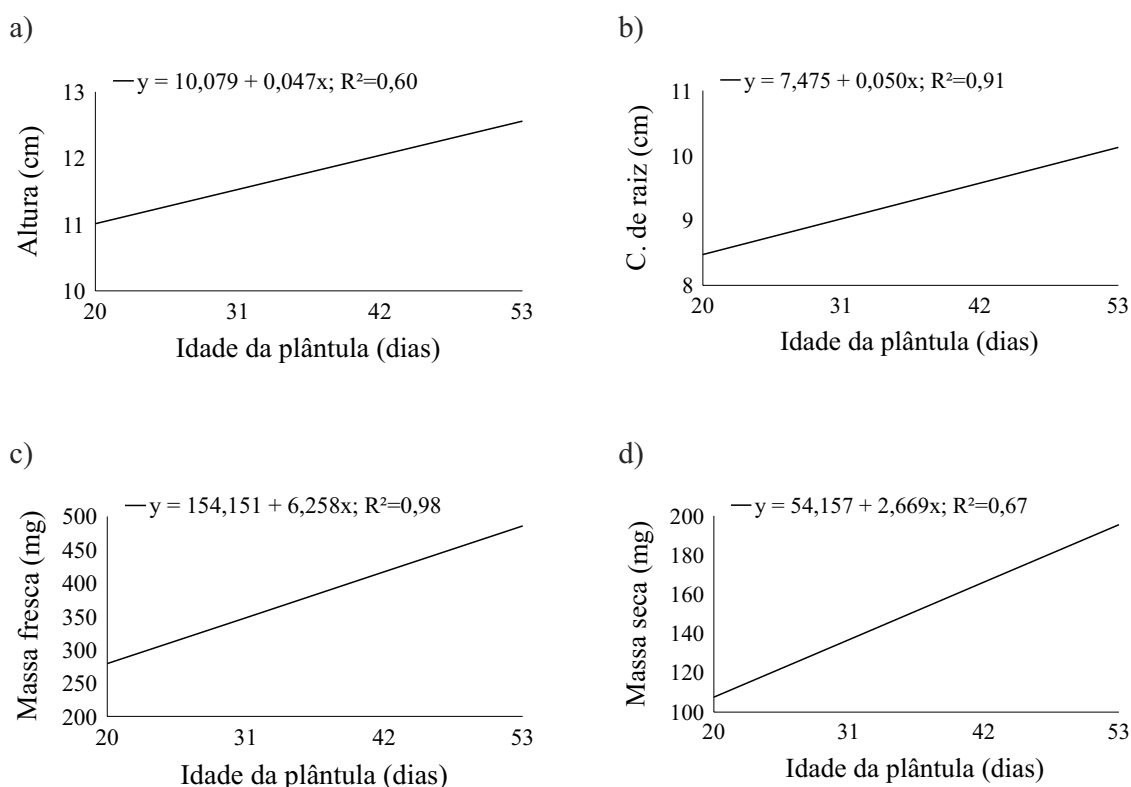 a)
y = 10,079 + 0,047x; R²=0,60
13
12
11
10
Altura (cm)
20 31 42 53
Idade da plântula (dias)
b)
y = 7,475 + 0,050x; R²=0,91
11
10
9
8
C. de raiz (cm)
20 31 42 53
Idade da plântula (dias)
c)
y = 154,151 + 6,258x; R²=0,98
500
450
400
350
300
250
200
Massa fresca (mg)
20 31 42 53
Idade da plântula (dias)
d)
y = 54,157 + 2,669x; R²=0,67
200
180
160
140
120
100
Massa seca (mg)
20 31 42 53
Idade da plântula (dias)